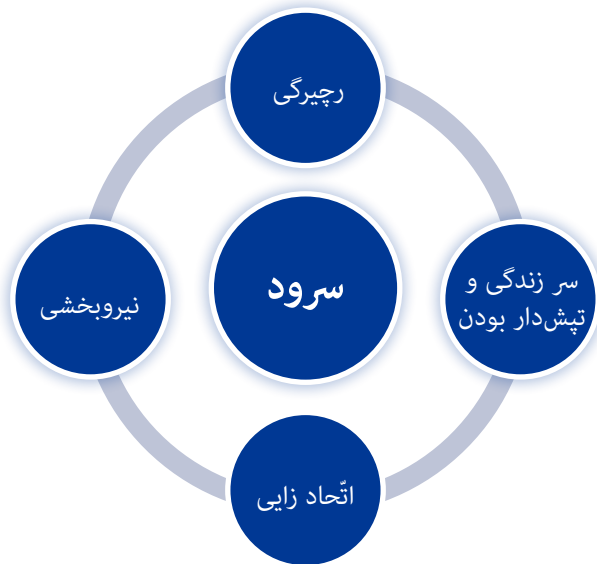 رچیرگی
سر زندگی و
تپش‌دار بودن
سرود
نیروبخشی
اتّحاد زایی